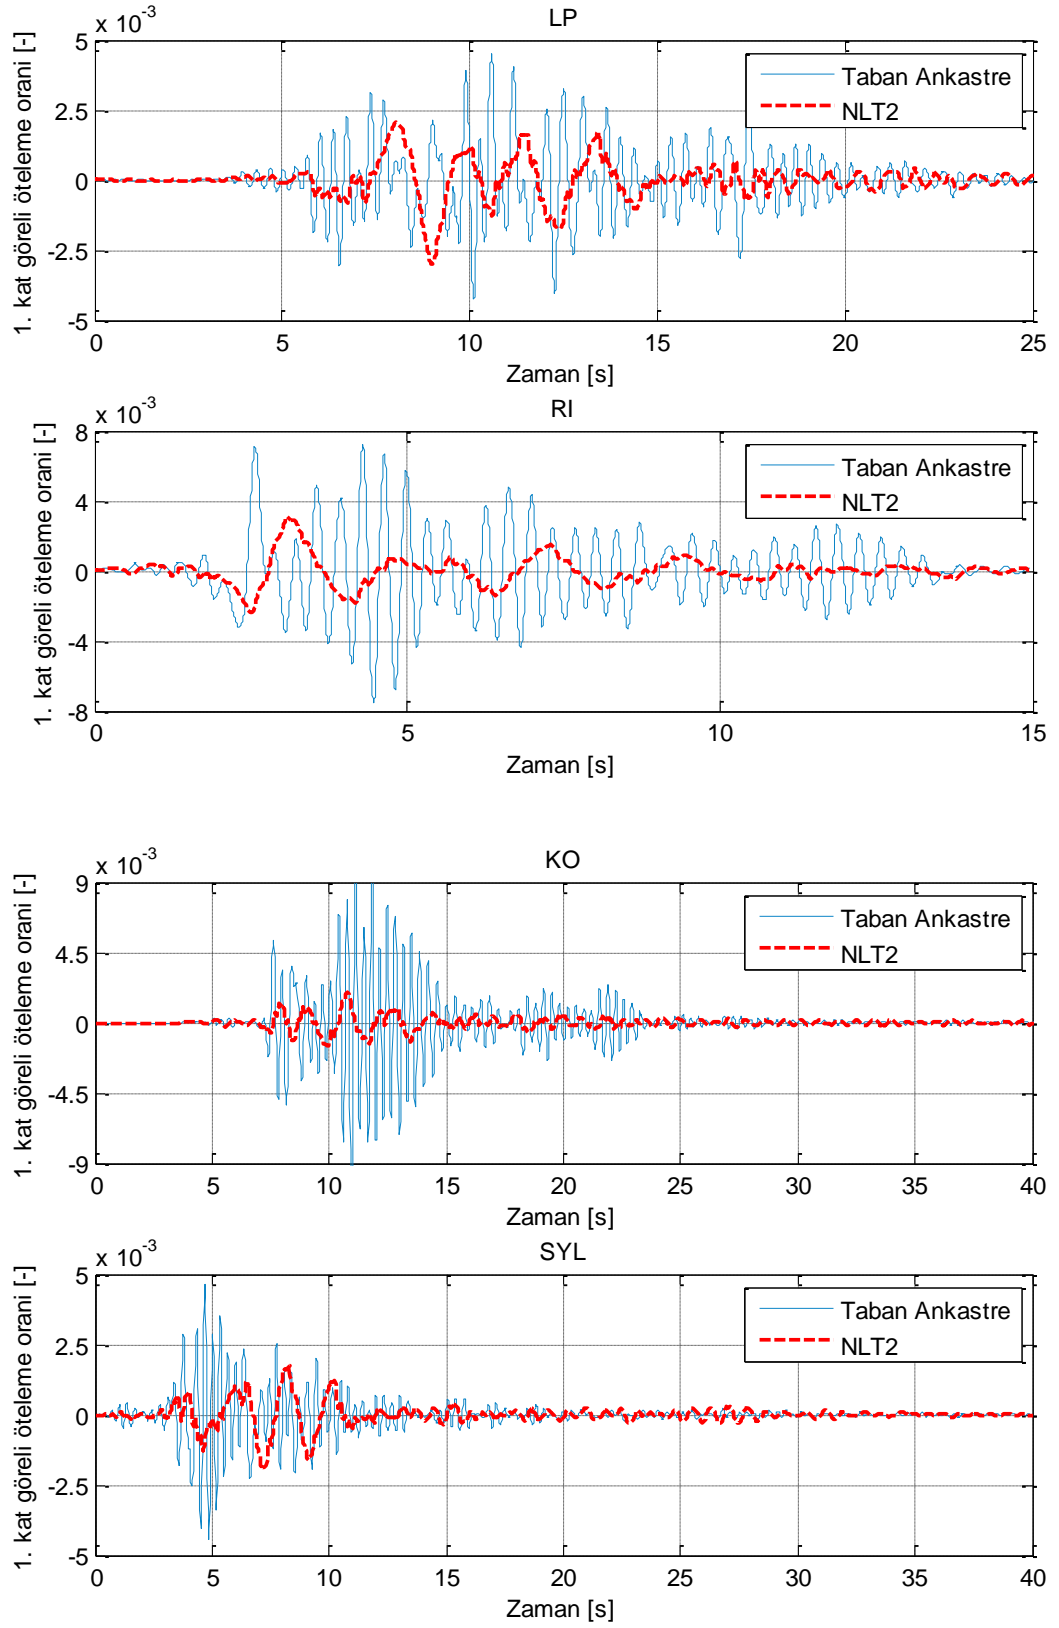 LP
x 10-3
1. kat göreli öteleme orani [-]
5
2.5
0
-2.5
-5
Taban Ankastre
NLT2
0 5 10 15 20 25
Zaman [s]
RI
x 10-3
1. kat göreli öteleme orani [-]
8
4
0
-4
-8
Taban Ankastre
NLT2
0 5 10 15
Zaman [s]
KO
x 10-3
1. kat göreli öteleme orani [-]
9
4.5
0
-4.5
-9
Taban Ankastre
NLT2
0 5 10 15 20 25 30 35 40
Zaman [s]
SYL
x 10-3
1. kat göreli öteleme orani [-]
5
2.5
0
-2.5
-5
Taban Ankastre
NLT2
0 5 10 15 20 25 30 35 40
Zaman [s]